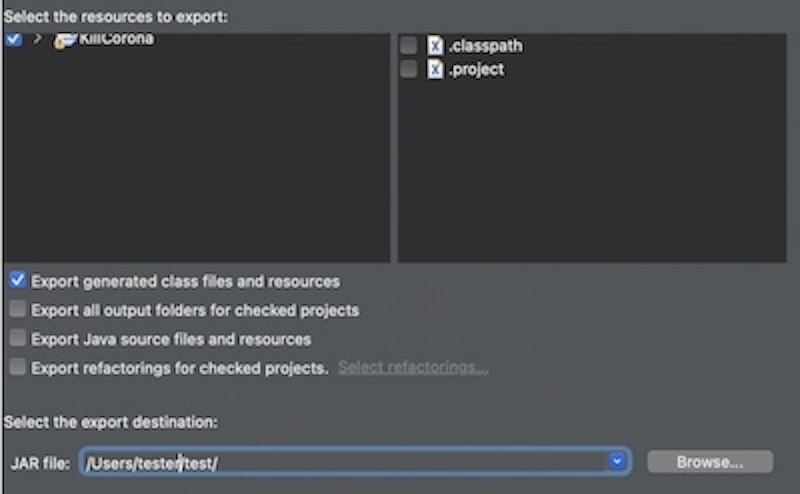 Select the resources to export:
KillCorona
.classpath
.project
Export generated class files and resources
Export all output folders for checked projects
Export Java source files and resources
Export refactorings for checked projects. Select refactorings...
Select the export destination:
JAR file: /Users/tester/test/ Browse...